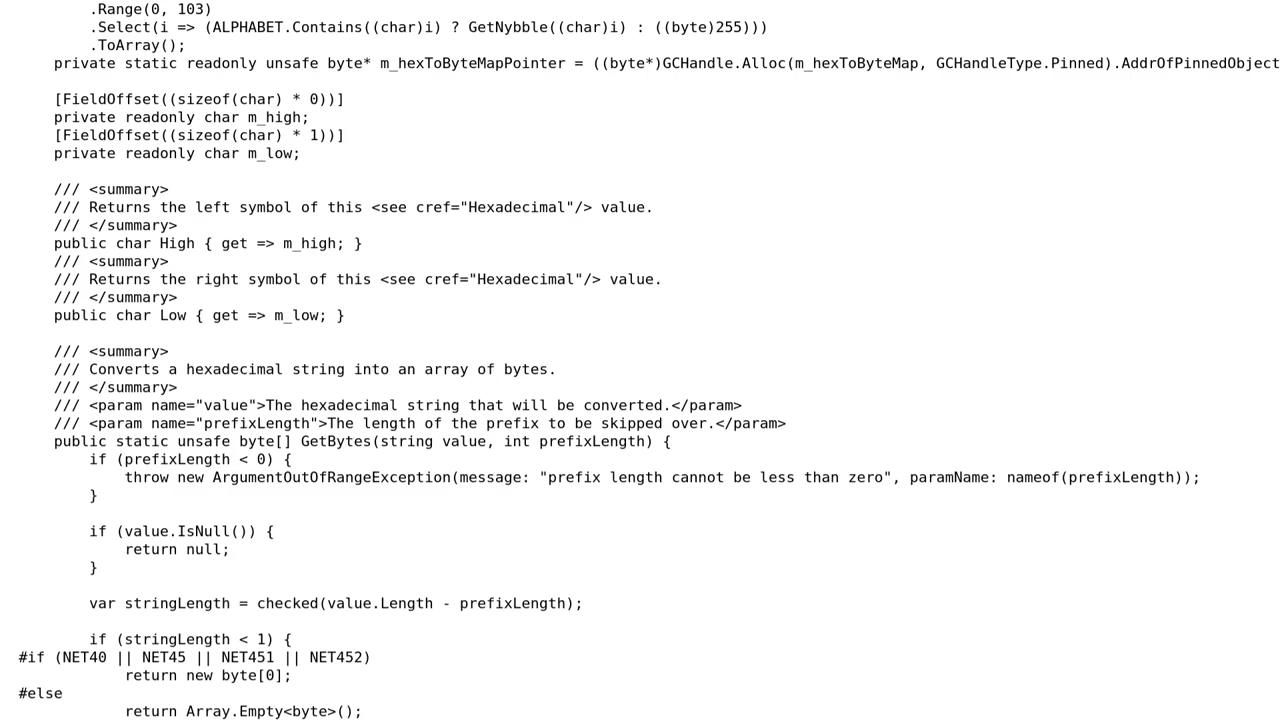 .Range(0, 103)
.Select(i => (ALPHABET.Contains((char)i) ? GetNybble((char)i) : ((byte)255)))
.ToArray();
private static readonly unsafe byte* m_hexToByteMapPointer = ((byte*)GCHandle.Alloc(m_hexToByteMap, GCHandleType.Pinned).AddrOfPinnedObject
[FieldOffset((sizeof(char) * 0))]
private readonly char m_high;
[FieldOffset((sizeof(char) * 1))]
private readonly char m_low;
/// <summary>
/// Returns the left symbol of this <see cref="Hexadecimal"/> value.
/// </summary>
public char High { get => m_high; }
/// <summary>
/// Returns the right symbol of this <see cref="Hexadecimal"/> value.
/// </summary>
public char Low { get => m_low; }
/// <summary>
/// Converts a hexadecimal string into an array of bytes.
/// </summary>
/// <param name="value">The hexadecimal string that will be converted.</param>
/// <param name="prefixLength">The length of the prefix to be skipped over.</param>
public static unsafe byte[] GetBytes(string value, int prefixLength) {
if (prefixLength < 0) {
throw new ArgumentOutOfRangeException(message: "prefix length cannot be less than zero", paramName: nameof(prefixLength));
}
if (value.IsNull()) {
return null;
}
var stringLength = checked(value.Length - prefixLength);
if (stringLength < 1) {
#if (NET40 || NET45 || NET451 || NET452)
return new byte[0];
#else
return Array.Empty<byte>();